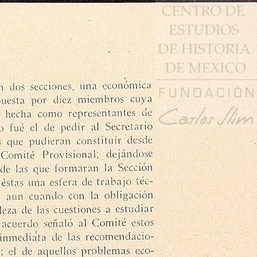 CENTRO DE
ESTUDIOS
DE HISTORIA
DE MEXICO
FUNDACIÓN
Carlos Slim
n dos secciones, una económica
uesta por diez miembros cuya
hecha como representantes de
o fué el de pedir al Secretario
s que pudieran constituir desde
Comité Provisional, dejándose
de las que formaran la Sección
éstas una esfera de trabajo téc-
aun cuando con la obligación
leza de las cuestiones a estudiar
acuerdo señaló al Comité estos
inmediata de las recomendacio-
; el de aquellos problemas eco-